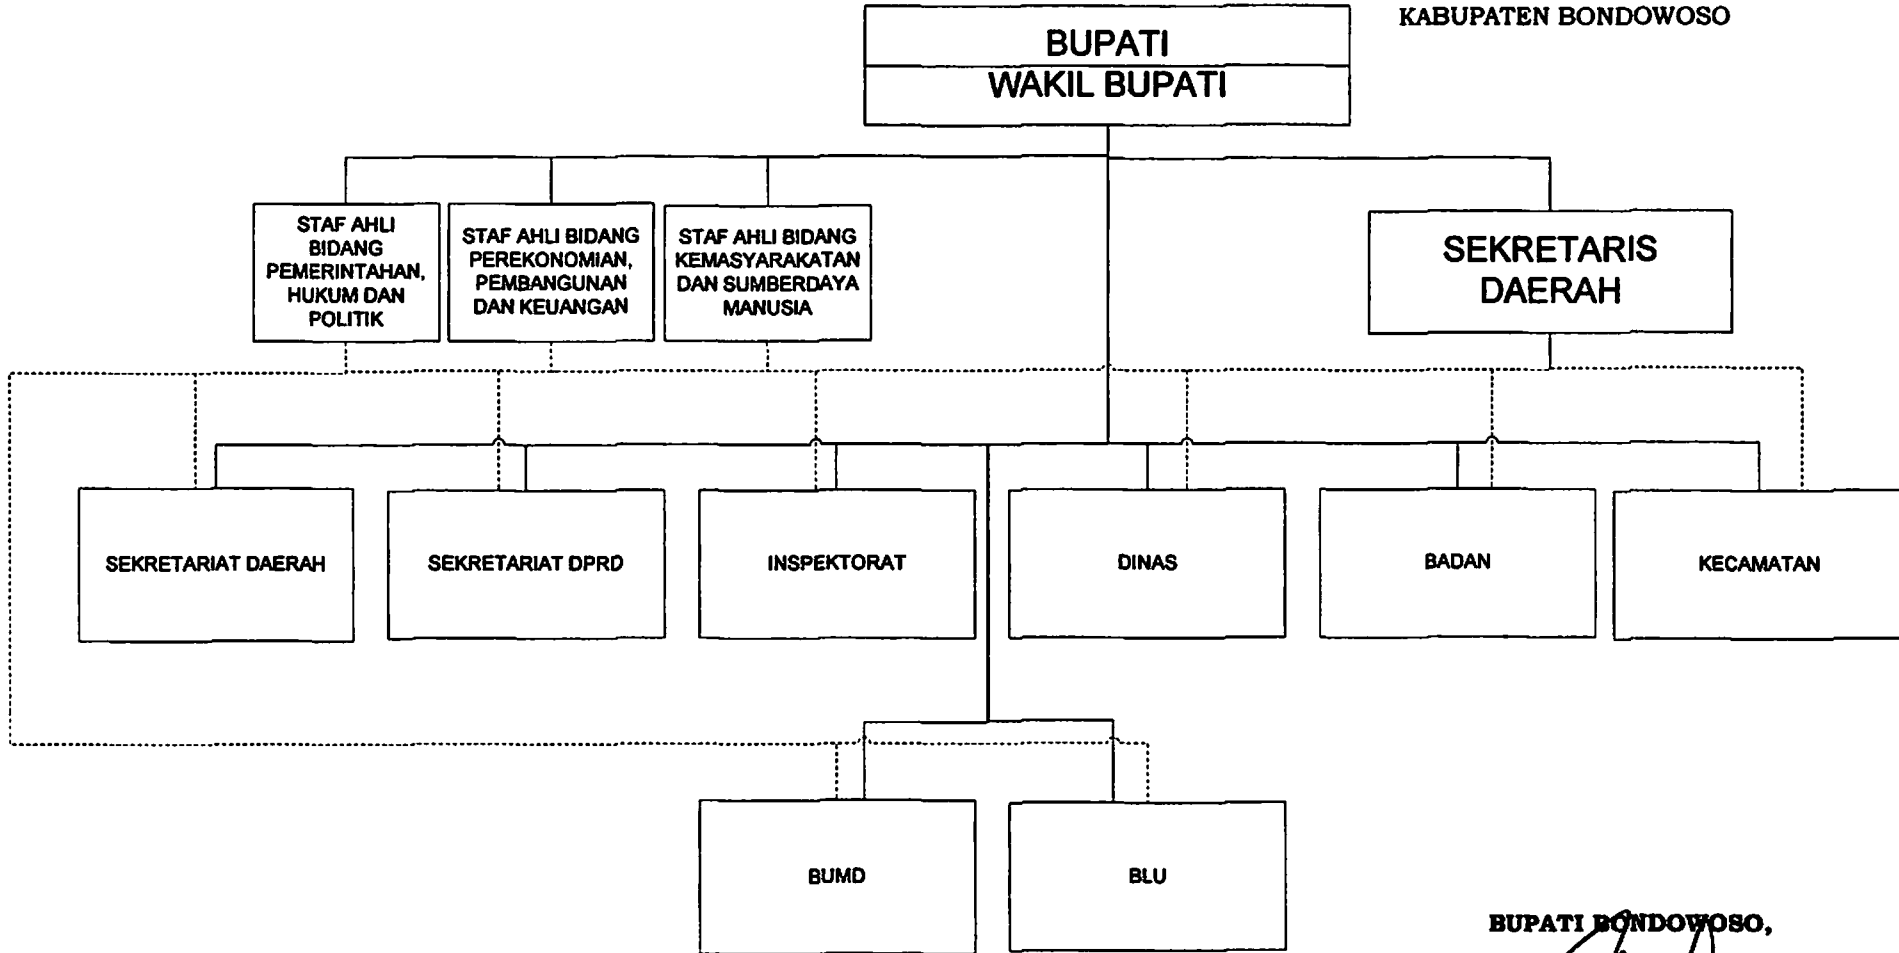 KABUPATEN BONDOWOSO
BUPATI
WAKIL BUPATI
STAF AHLI
BIDANG
PEMERINTAHAN,
HUKUM DAN
POLITIK
STAF AHLI BIDANG
PEREKONOMIAN,
PEMBANGUNAN
DAN KEUANGAN
STAF AHLI BIDANG
KEMASYARAKATAN
DAN SUMBERDAYA
MANUSIA
SEKRETARIS
DAERAH
SEKRETARIAT DAERAH
SEKRETARIAT DPRD
INSPEKTORAT
DINAS
BADAN
KECAMATAN
BUMD
BLU
BUPATI BONDOWOSO,